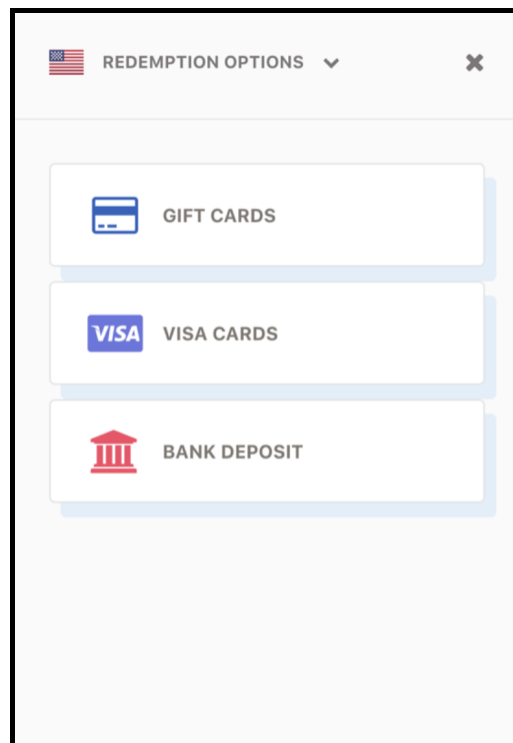 REDEMPTION OPTIONS
GIFT CARDS
VISA VISA CARDS
BANK DEPOSIT